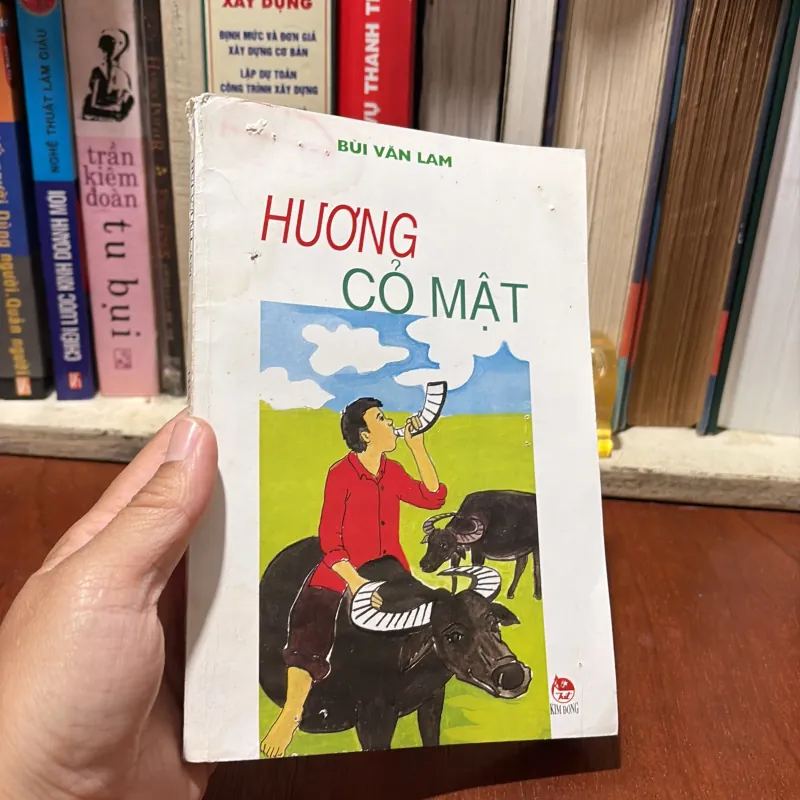 BÙI VĂN LAM
HƯƠNG
CỎ MẬT
KIM ĐỒNG
XÂY DỰNG
ĐỊNH MỨC VÀ ĐƠN GIÁ
XÂY DỰNG CƠ BẢN
LẬP DỰ TOÁN
CÔNG TRÌNH XÂY DỰNG
VỤ THANH T
NGHỆ THUẬT LÀM GIÀU
CHIẾN LƯỢC KINH DOANH MỚI
trần
kiêm
đoàn
tu bụi